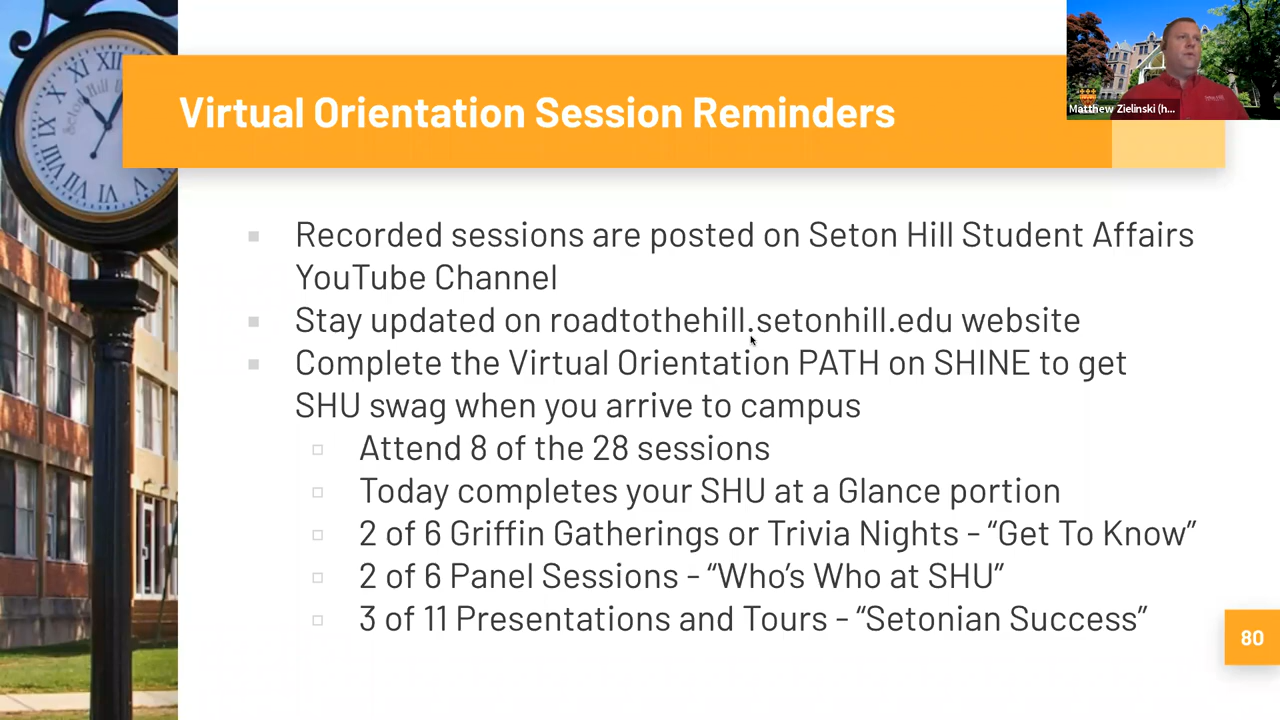 Virtual Orientation Session Reminders
Matthew Zielinski (h...
Recorded sessions are posted on Seton Hill Student Affairs
YouTube Channel
Stay updated on roadtothehill.setonhill.edu website
Complete the Virtual Orientation PATH on SHINE to get
SHU swag when you arrive to campus
Attend 8 of the 28 sessions
Today completes your SHU at a Glance portion
2 of 6 Griffin Gatherings or Trivia Nights - “Get To Know”
2 of 6 Panel Sessions - “Who’s Who at SHU”
3 of 11 Presentations and Tours - “Setonian Success”
80